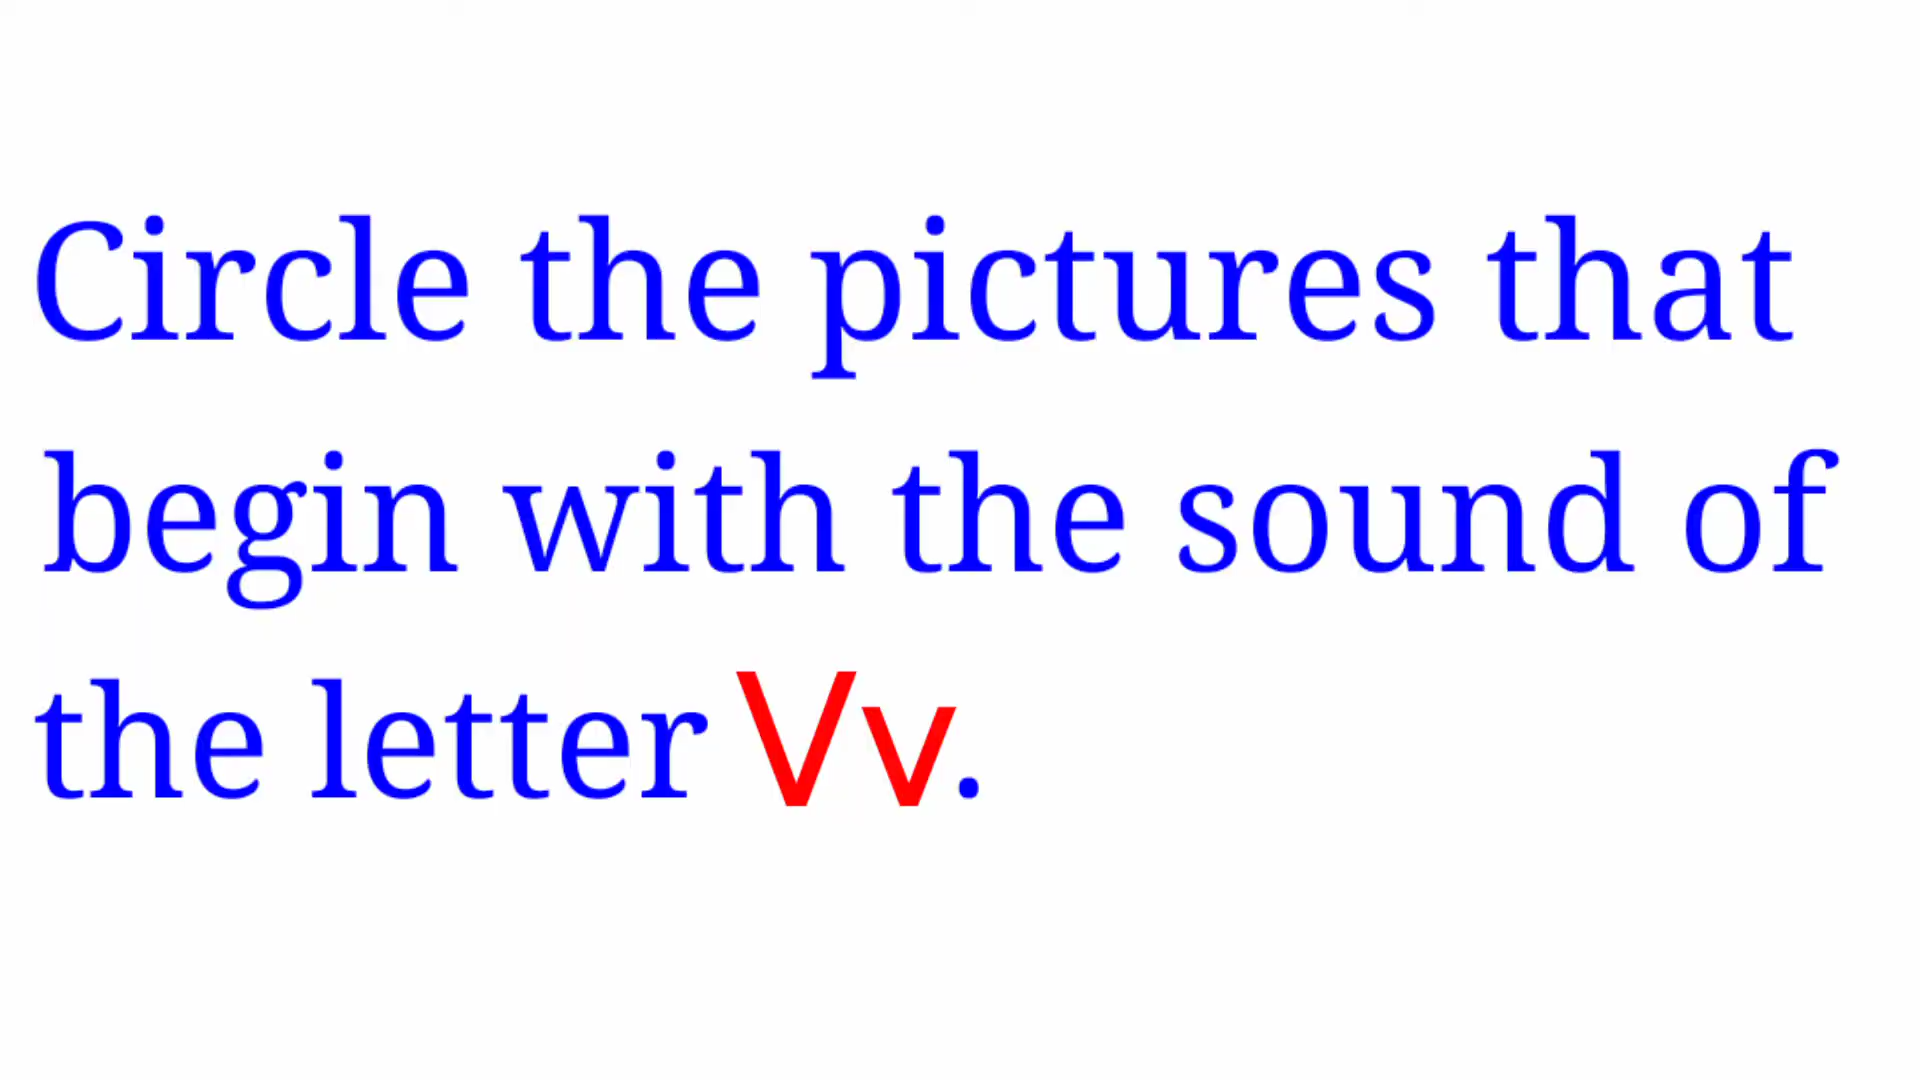 Circle the pictures that
begin with the sound of
the letter Vv.